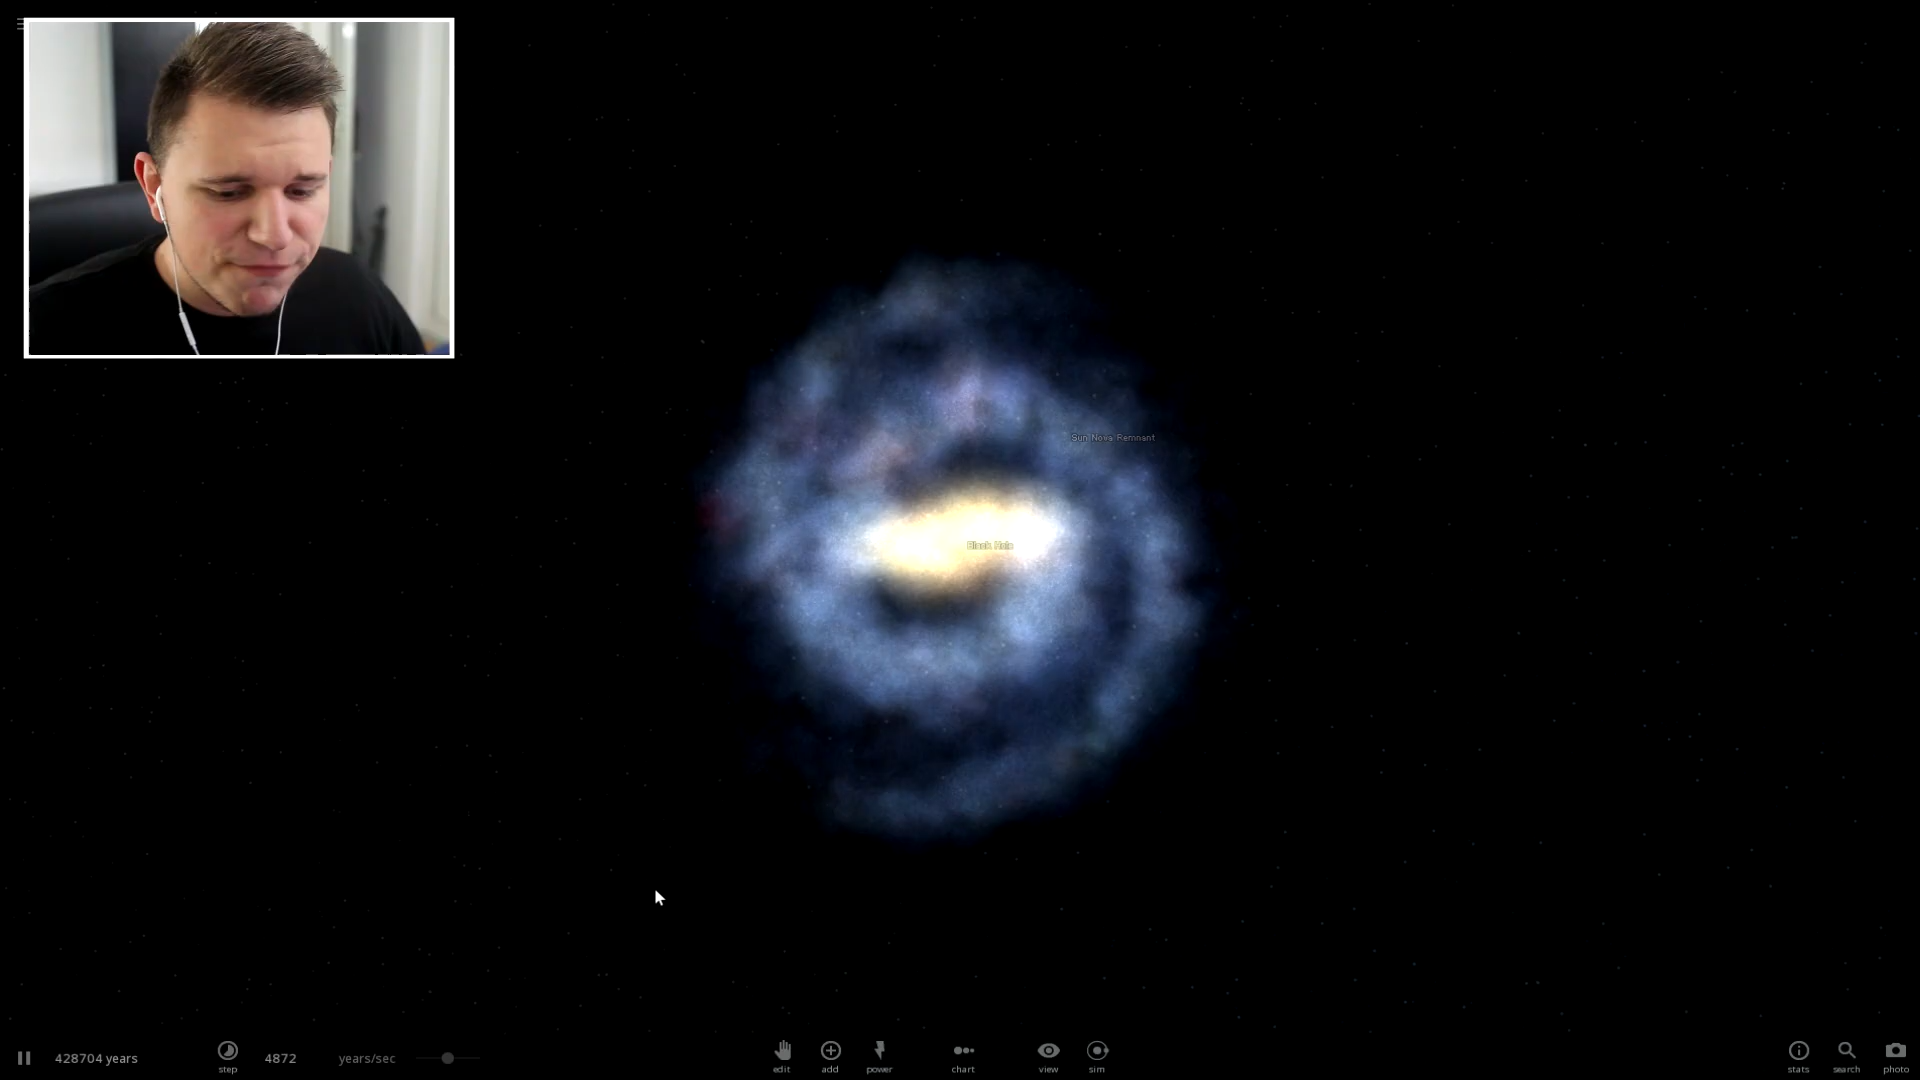 Sun Nova Remnant
Black Hole
428704 years
4872
years/sec
step
edit
add
power
chart
view
sim
stats
search
photo